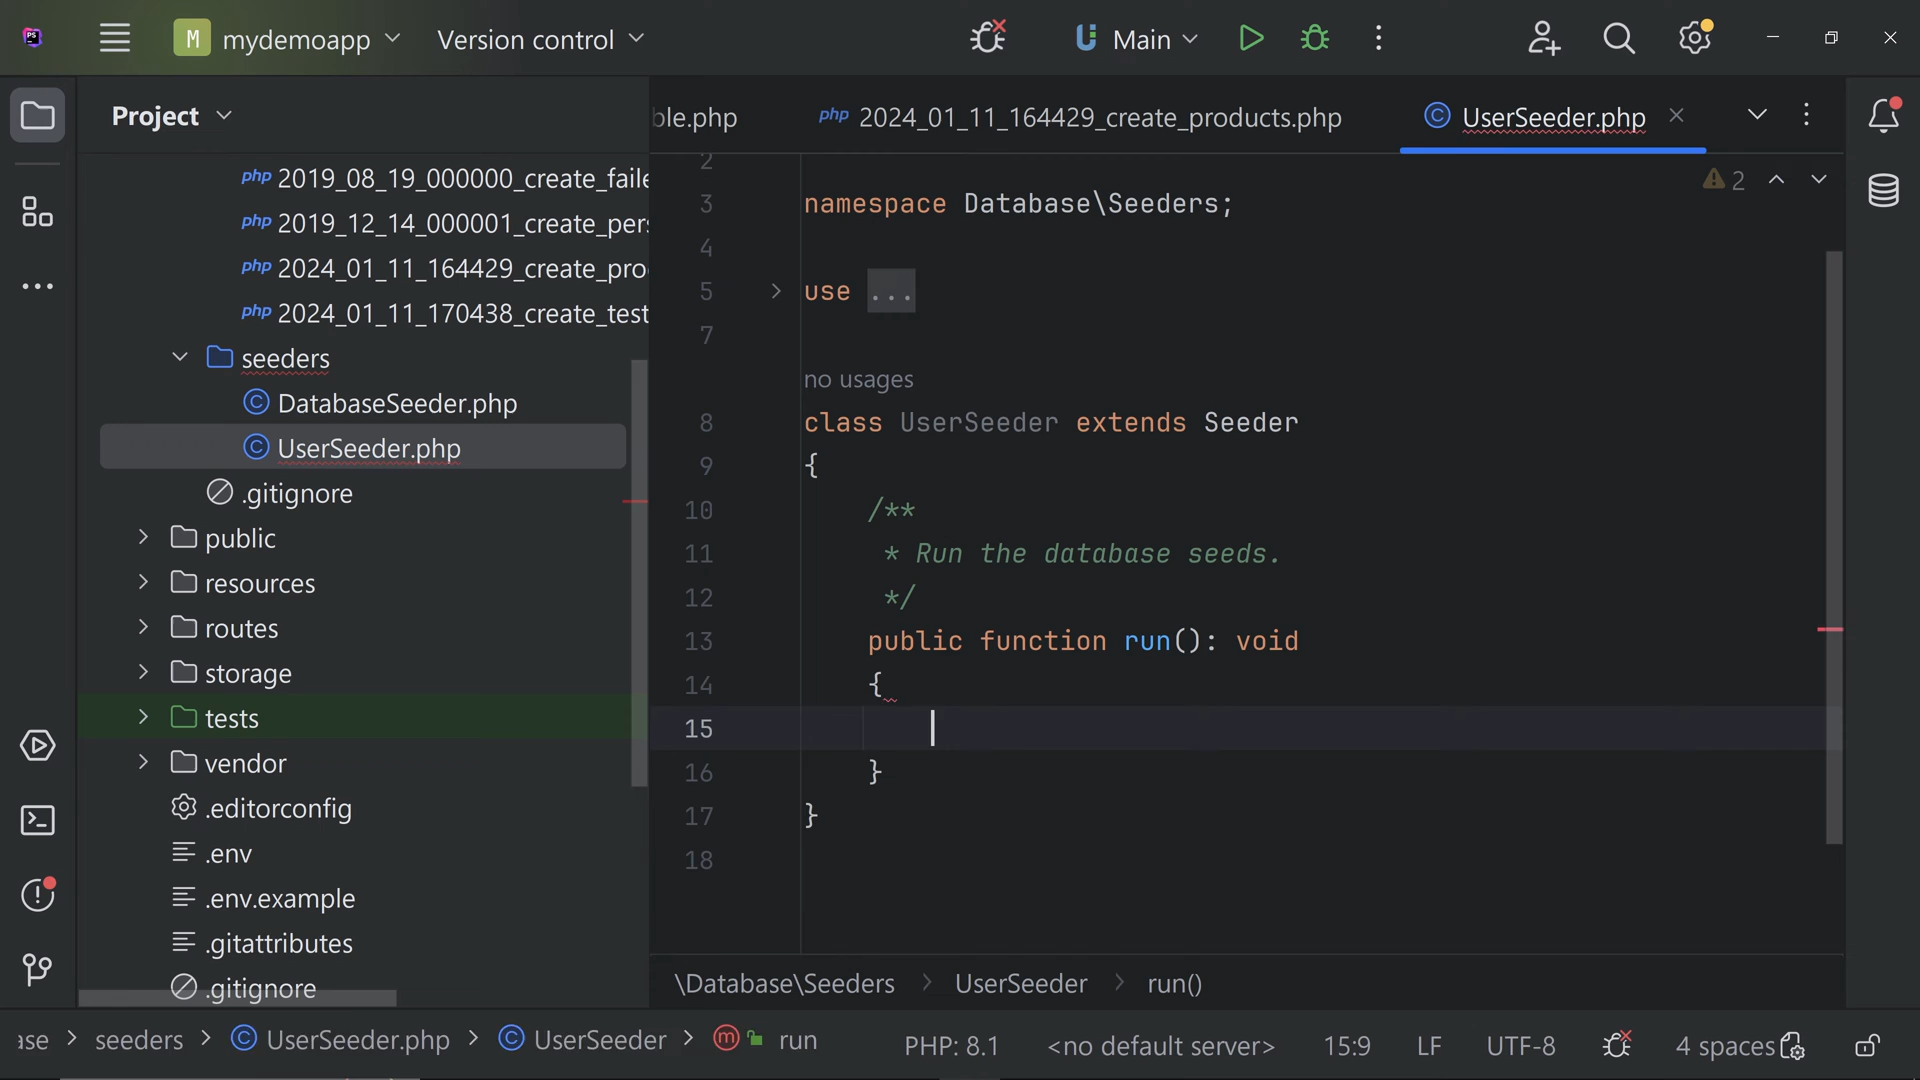 PS
M mydemoapp
Version control
Main
Project
php 2019_08_19_000000_create_faile
php 2019_12_14_000001_create_pers
php 2024_01_11_164429_create_pro
php 2024_01_11_170438_create_test
seeders
DatabaseSeeder.php
UserSeeder.php
.gitignore
public
resources
routes
storage
tests
vendor
.editorconfig
.env
.env.example
.gitattributes
.gitignore
ble.php
php 2024_01_11_164429_create_products.php
UserSeeder.php
2
2
3 namespace Database\Seeders;
4
5 use ...
7
no usages
8 class UserSeeder extends Seeder
9 {
10 /**
11 * Run the database seeds.
12 */
13 public function run(): void
14 {
15
16 }
17 }
18
\Database\Seeders > UserSeeder > run()
ase > seeders > UserSeeder.php > UserSeeder > m run
PHP: 8.1
<no default server>
15:9
LF
UTF-8
4 spaces